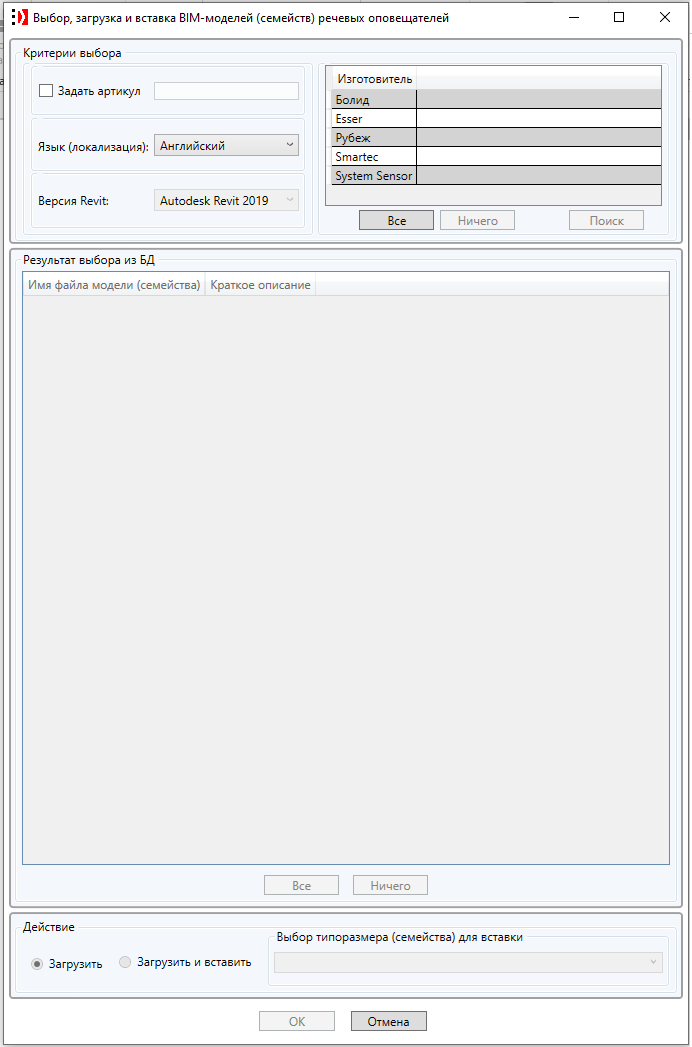 Выбор, загрузка и вставка BIM-моделей (семейств) речевых оповещателей
Критерии выбора
Задать артикул
Язык (локализация): Английский
Версия Revit: Autodesk Revit 2019
Изготовитель
Болид
Esser
Рубеж
Smartec
System Sensor
Все Ничего Поиск
Результат выбора из БД
Имя файла модели (семейства) Краткое описание
Все Ничего
Действие
Загрузить Загрузить и вставить
Выбор типоразмера (семейства) для вставки
OK Отмена